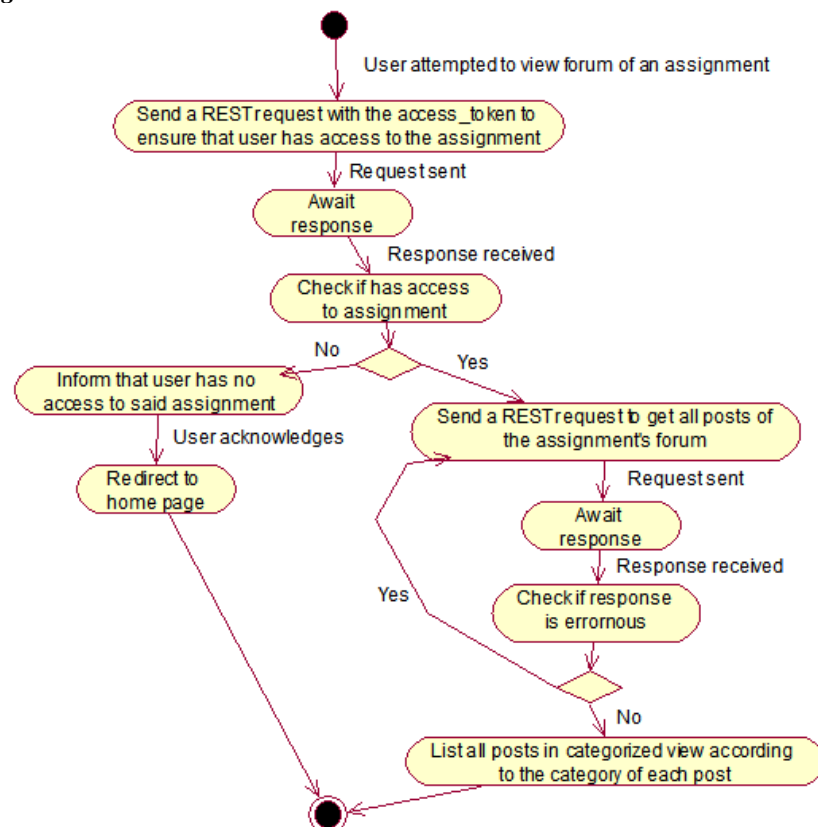 User attempted to view forum of an assignment
Send a REST request with the access_token to
ensure that user has access to the assignment
Request sent
Await
response
Response received
Check if has access
to assignment
No
Yes
Inform that user has no
access to said assignment
User acknowledges
Redirect to
home page
Send a REST request to get all posts of
the assignment's forum
Request sent
Await
response
Response received
Yes
Check if response
is errornous
No
List all posts in categorized view according
to the category of each post